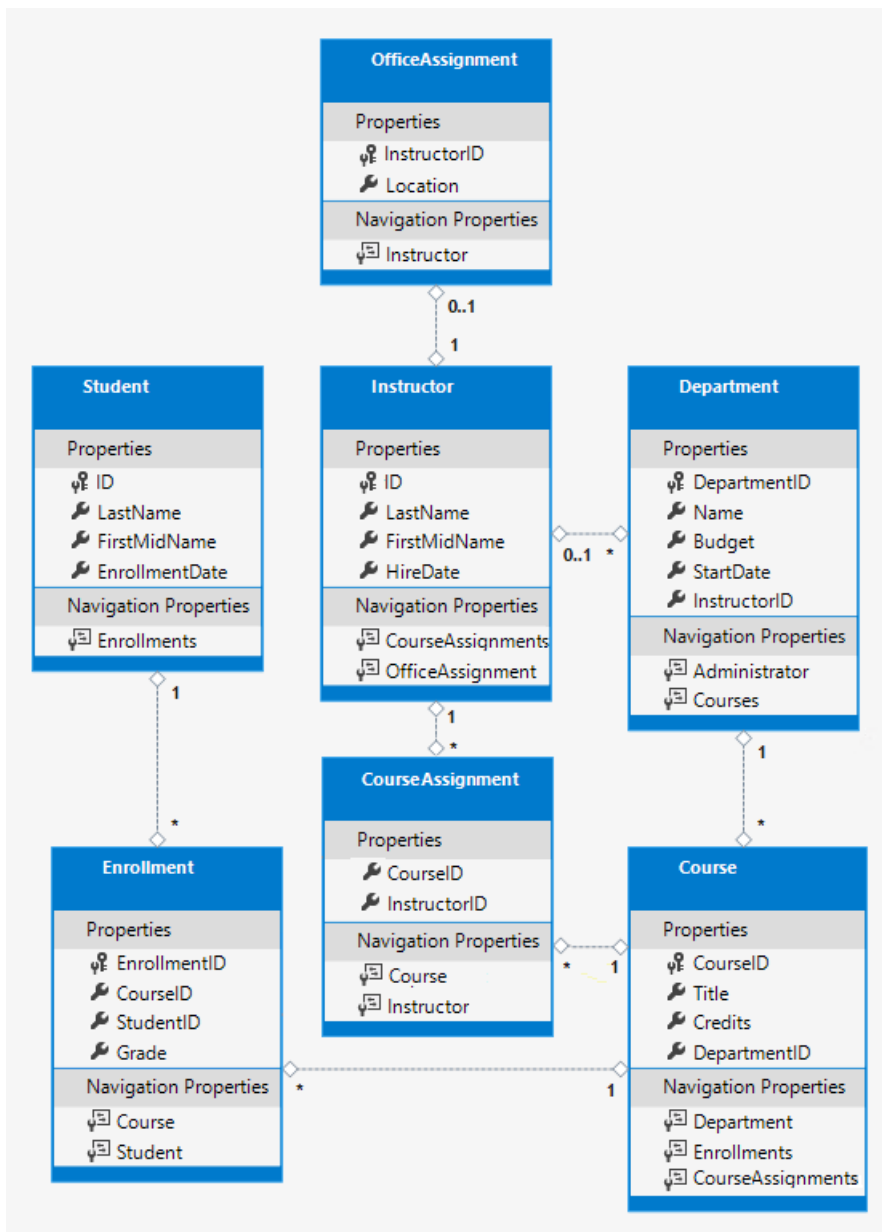 OfficeAssignment
Properties
InstructorID
Location
Navigation Properties
Instructor
0..1
1
Student
Properties
ID
LastName
FirstMidName
EnrollmentDate
Navigation Properties
Enrollments
1
*
Instructor
Properties
ID
LastName
FirstMidName
HireDate
Navigation Properties
CourseAssignments
OfficeAssignment
0..1 *
1
*
Department
Properties
DepartmentID
Name
Budget
StartDate
InstructorID
Navigation Properties
Administrator
Courses
1
*
CourseAssignment
Properties
CourseID
InstructorID
Navigation Properties
Course
Instructor
* 1
Enrollment
Properties
EnrollmentID
CourseID
StudentID
Grade
Navigation Properties
Course
Student
* 1
Course
Properties
CourseID
Title
Credits
DepartmentID
Navigation Properties
Department
Enrollments
CourseAssignments